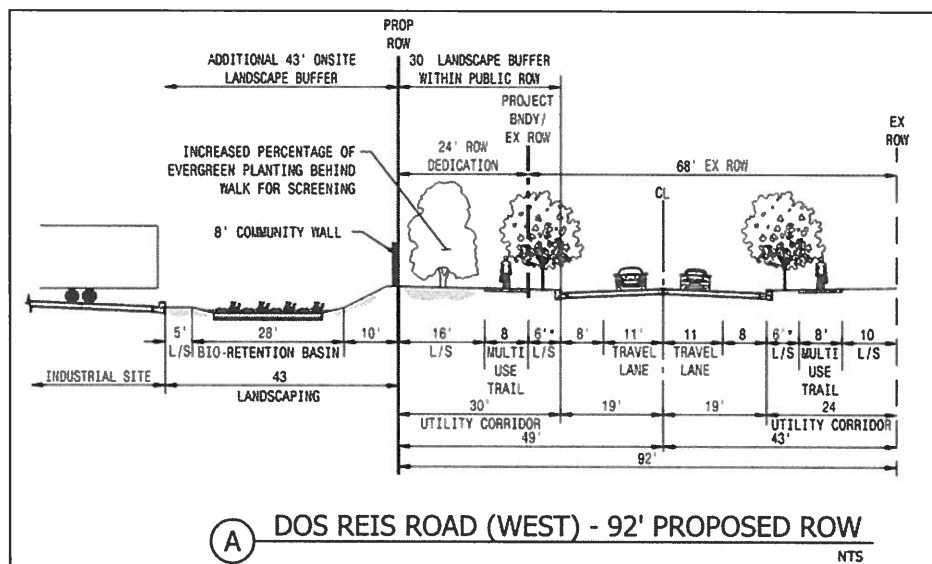 PROP
ROW
ADDITIONAL 43' ONSITE
LANDSCAPE BUFFER
30 LANDSCAPE BUFFER
WITHIN PUBLIC ROW
PROJECT
BNDY/
EX ROW
EX
ROW
24' ROW
DEDICATION
68' EX ROW
INCREASED PERCENTAGE OF
EVERGREEN PLANTING BEHIND
WALK FOR SCREENING
CL
8' COMMUNITY WALL
5' 28' 10' 16' 8 6'* 8' 11' 11 8 6'* 8' 10
L/S BIO-RETENTION BASIN L/S MULTI USE TRAIL L/S TRAVEL LANE TRAVEL LANE L/S MULTI USE TRAIL L/S
INDUSTRIAL SITE 43
LANDSCAPING
30' 19' 19' 24
UTILITY CORRIDOR UTILITY CORRIDOR
49' 43'
92'
A DOS REIS ROAD (WEST) - 92' PROPOSED ROW
NTS